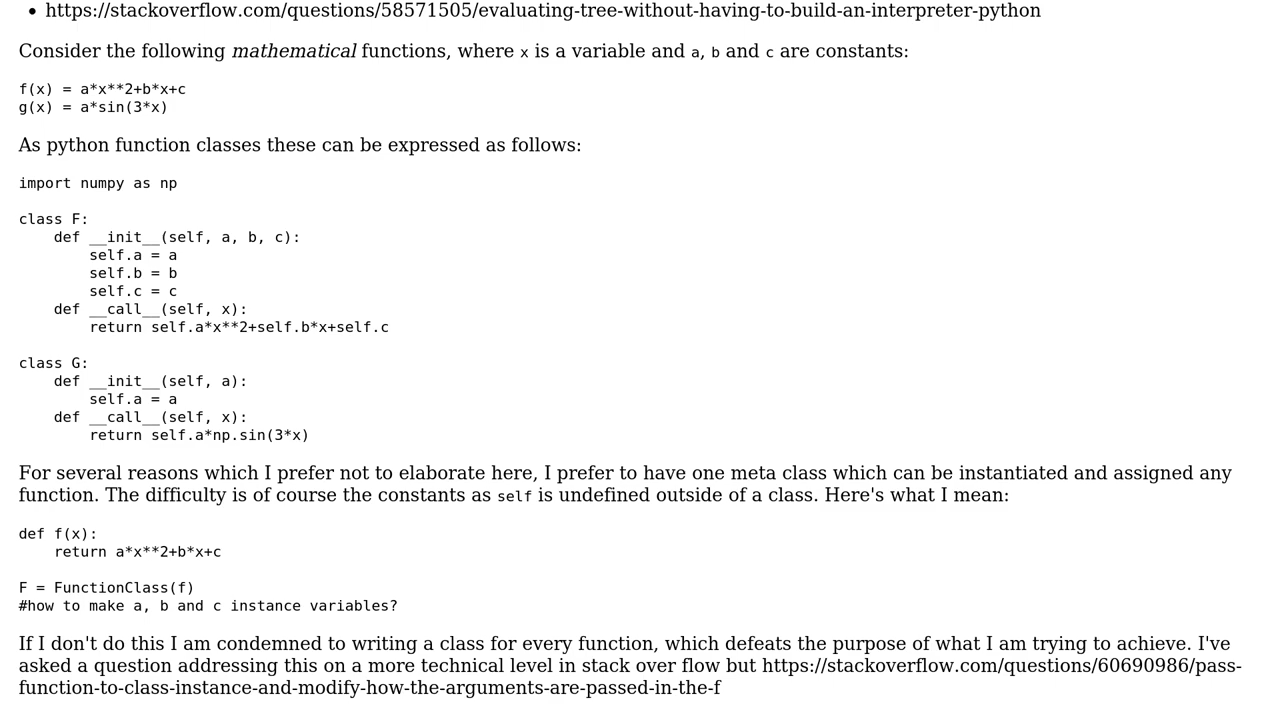 • https://stackoverflow.com/questions/58571505/evaluating-tree-without-having-to-build-an-interpreter-python
Consider the following mathematical functions, where x is a variable and a, b and c are constants:
f(x) = a*x**2+b*x+c
g(x) = a*sin(3*x)
As python function classes these can be expressed as follows:
import numpy as np
class F:
    def __init__(self, a, b, c):
        self.a = a
        self.b = b
        self.c = c
    def __call__(self, x):
        return self.a*x**2+self.b*x+self.c
class G:
    def __init__(self, a):
        self.a = a
    def __call__(self, x):
        return self.a*np.sin(3*x)
For several reasons which I prefer not to elaborate here, I prefer to have one meta class which can be instantiated and assigned any
function. The difficulty is of course the constants as self is undefined outside of a class. Here's what I mean:
def f(x):
    return a*x**2+b*x+c
F = FunctionClass(f)
#how to make a, b and c instance variables?
If I don't do this I am condemned to writing a class for every function, which defeats the purpose of what I am trying to achieve. I've
asked a question addressing this on a more technical level in stack over flow but https://stackoverflow.com/questions/60690986/pass-
function-to-class-instance-and-modify-how-the-arguments-are-passed-in-the-f